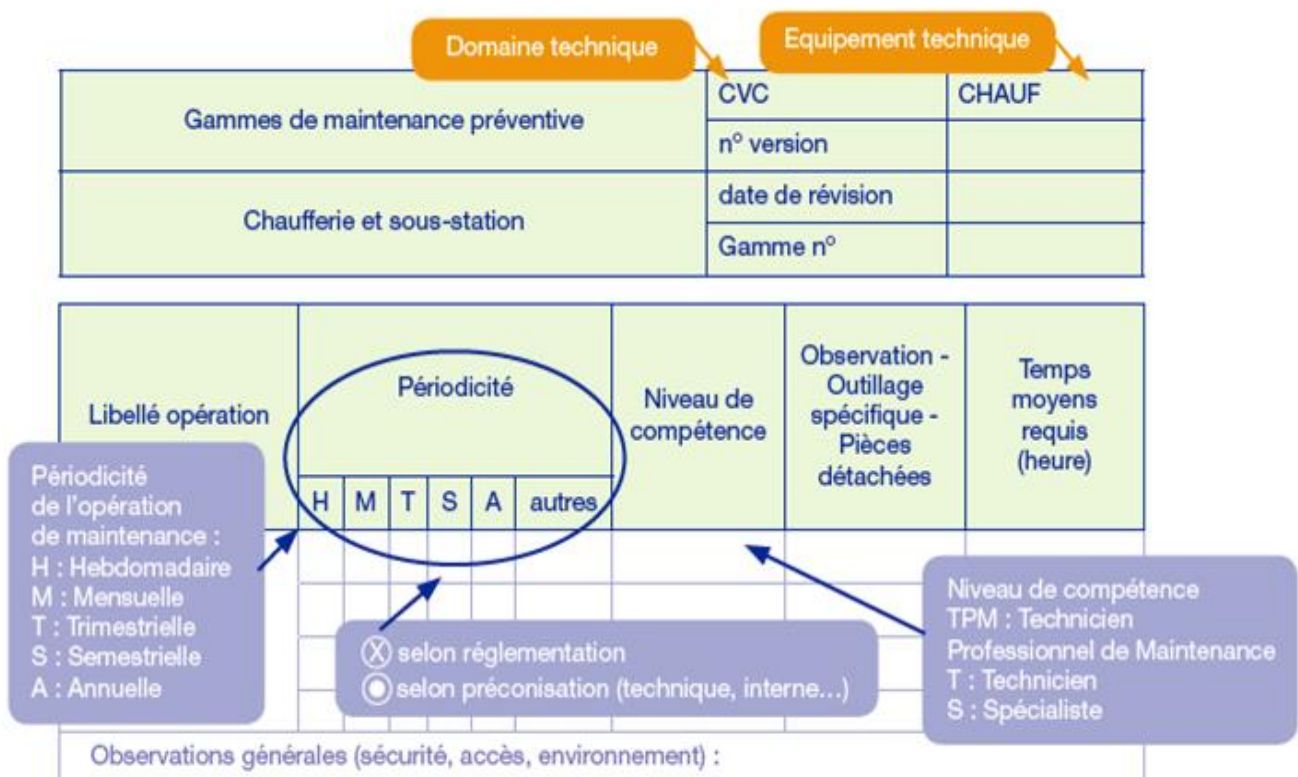 Domaine technique
Equipement technique
Gammes de maintenance préventive
CVC
CHAUF
n° version
Chaufferie et sous-station
date de révision
Gamme n°
Libellé opération
Périodicité
Niveau de
compétence
Observation -
Outillage
spécifique -
Pièces
détachées
Temps
moyens
requis
(heure)
H M T S A autres
Périodicité
de l'opération
de maintenance :
H : Hebdomadaire
M : Mensuelle
T : Trimestrielle
S : Semestrielle
A : Annuelle
X selon réglementation
selon préconisation (technique, interne…)
Niveau de compétence
TPM : Technicien
Professionnel de Maintenance
T : Technicien
S : Spécialiste
Observations générales (sécurité, accès, environnement) :